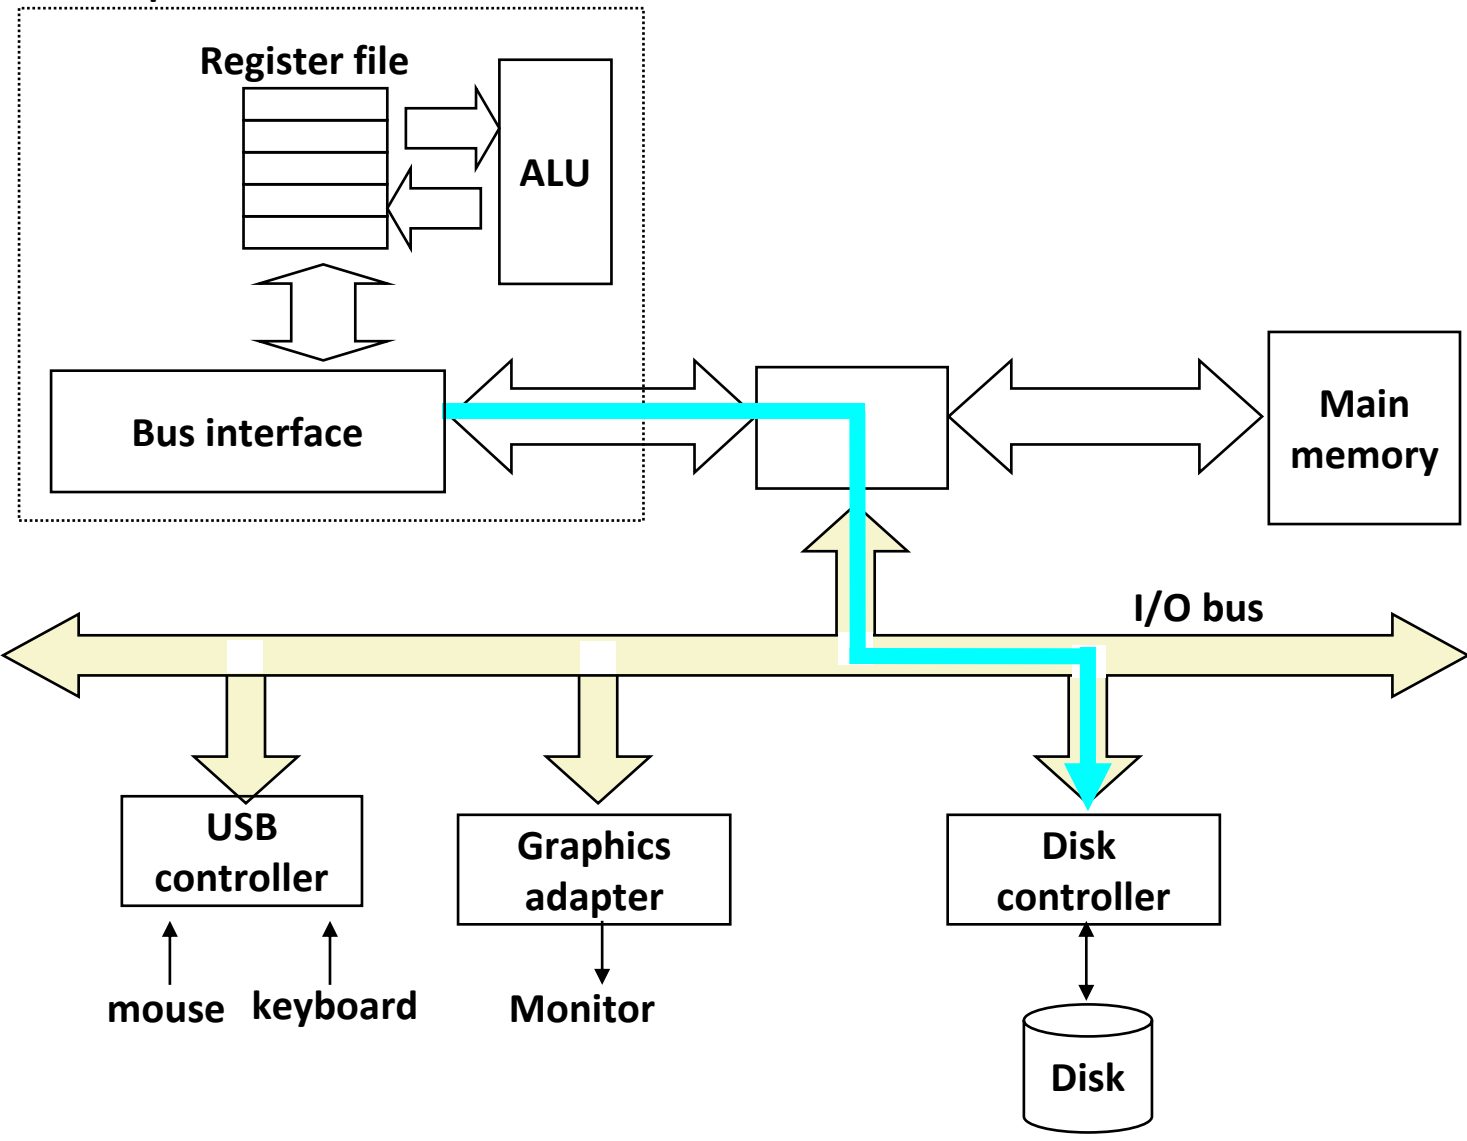 Register file
ALU
Bus interface
Main
memory
I/O bus
USB
controller
Graphics
adapter
Disk
controller
mouse
keyboard
Monitor
Disk